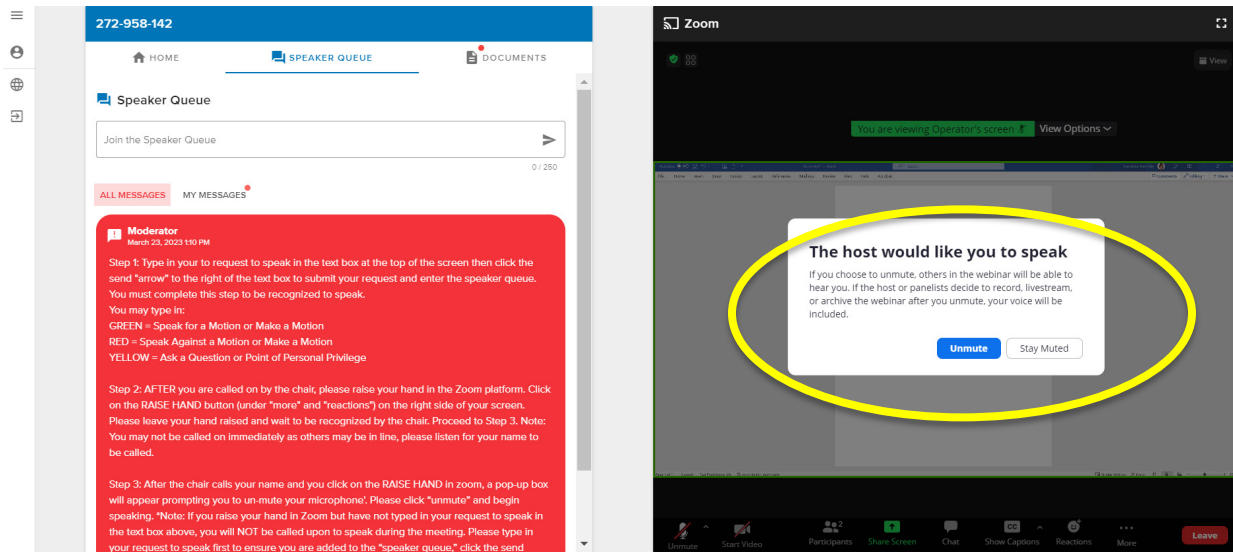 272-958-142
HOME
SPEAKER QUEUE
DOCUMENTS
Speaker Queue
Join the Speaker Queue
0 / 250
ALL MESSAGES
MY MESSAGES
Moderator
March 23, 2023 1:10 PM
Step 1: Type in your to request to speak in the text box at the top of the screen then click the
send "arrow" to the right of the text box to submit your request and enter the speaker queue.
You must complete this step to be recognized to speak.
You may type in:
GREEN = Speak for a Motion or Make a Motion
RED = Speak Against a Motion or Make a Motion
YELLOW = Ask a Question or Point of Personal Privilege
Step 2: AFTER you are called on by the chair, please raise your hand in the Zoom platform. Click
on the RAISE HAND button (under "more" and "reactions") on the right side of your screen.
Please leave your hand raised and wait to be recognized by the chair. Proceed to Step 3. Note:
You may not be called on immediately as others may be in line, please listen for your name to
be called.
Step 3: After the chair calls your name and you click on the RAISE HAND in zoom, a pop-up box
will appear prompting you to un-mute your microphone'. Please click "unmute" and begin
speaking. *Note: If you raise your hand in Zoom but have not typed in your request to speak in
the text box above, you will NOT be called upon to speak during the meeting. Please type in
your request to speak first to ensure you are added to the "speaker queue," click the send
Zoom
View
You are viewing Operator's screen
View Options
The host would like you to speak
If you choose to unmute, others in the webinar will be able to
hear you. If the host or panelists decide to record, livestream,
or archive the webinar after you unmute, your voice will be
included.
Unmute
Stay Muted
Unmute
Start Video
2
Participants
Share Screen
Chat
CC
Show Captions
Reactions
More
Leave